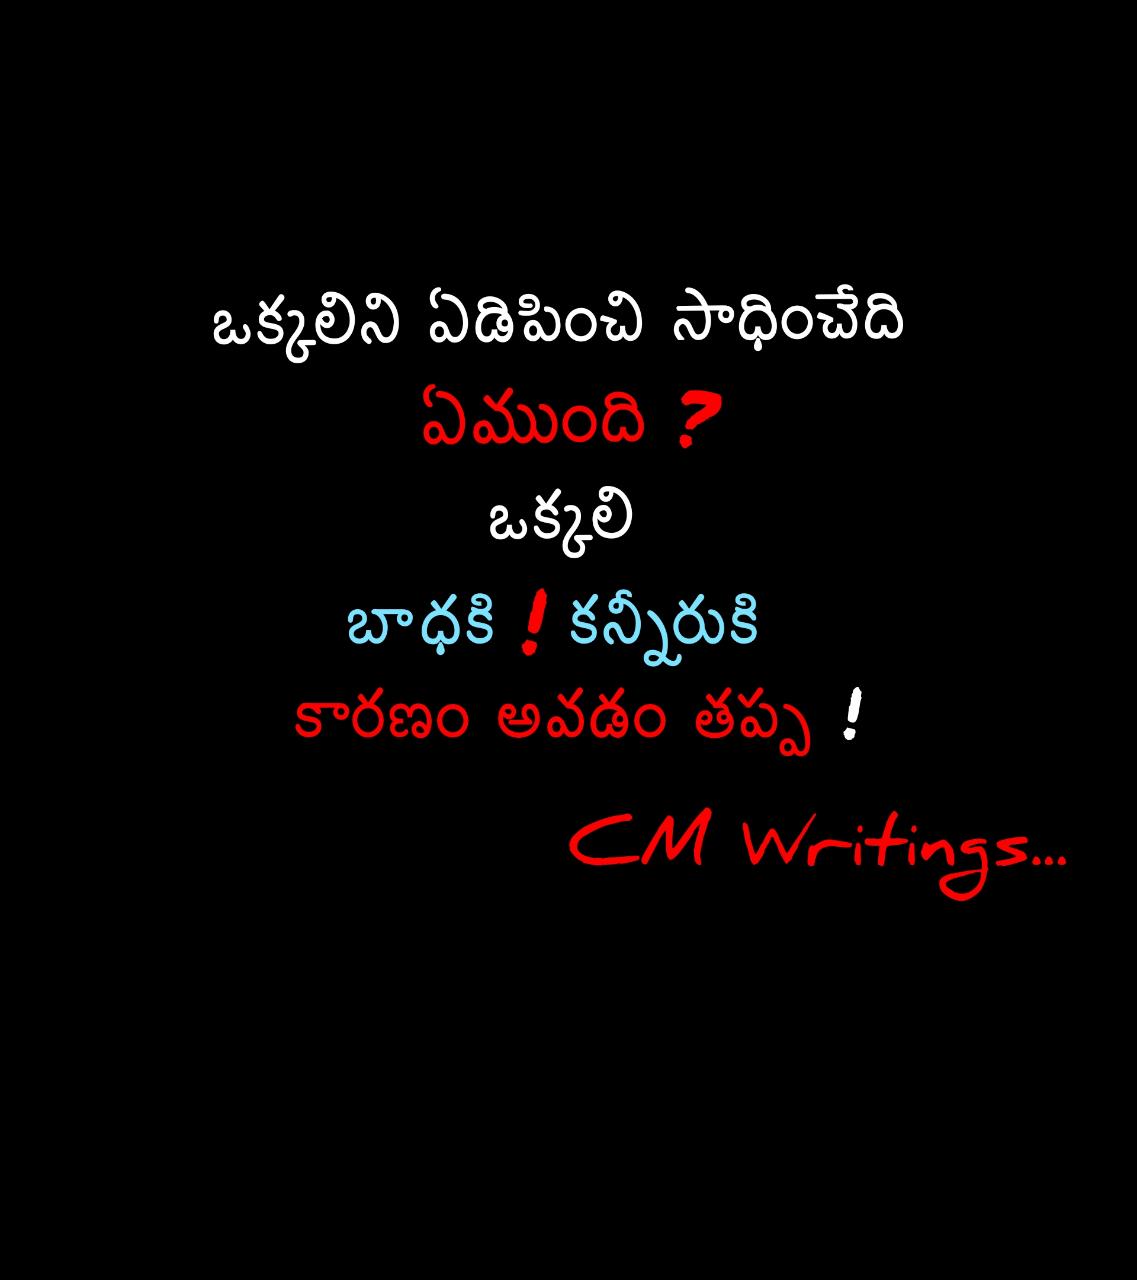 ఒక్కలిని ఏడిపించి సాధించేది
ఏముంది ?
ఒక్కలి
బాధకి ! కన్నీరుకి
కారణం అవడం తప్ప !
CM Writings...